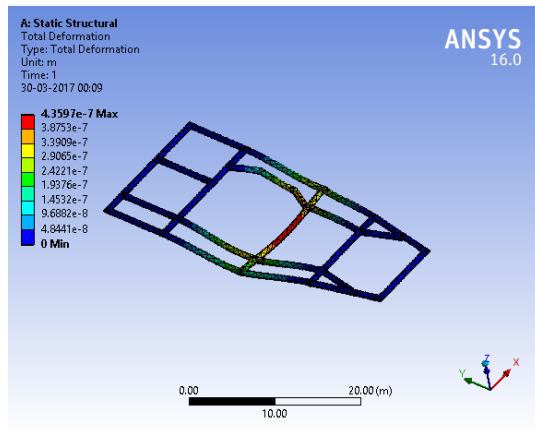 A: Static Structural
Total Deformation
Type: Total Deformation
Unit: m
Time: 1
30-03-2017 00:09
ANSYS
16.0
4.3597e-7 Max
3.8753e-7
3.3909e-7
2.9065e-7
2.4221e-7
1.9376e-7
1.4532e-7
9.6882e-8
4.8441e-8
0 Min
0.00
20.00 (m)
10.00
Y
Z
X